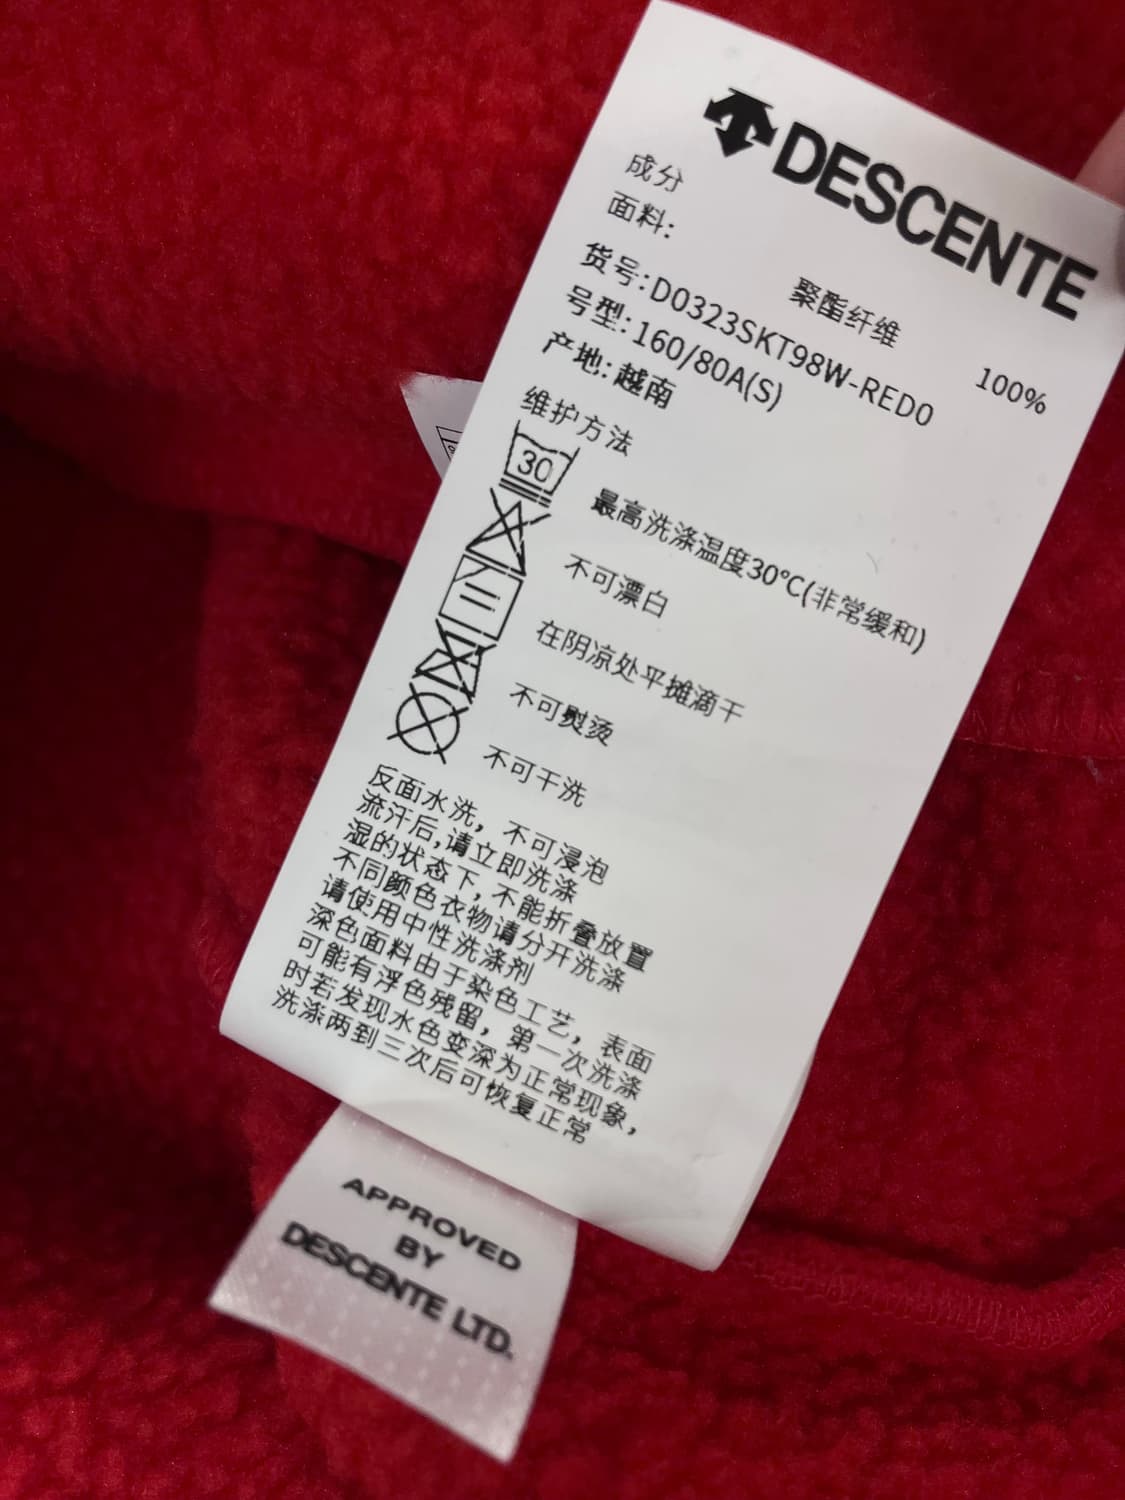 DESCENTE
成分
面料:
聚酯纤维 100%
货号:D0323SKT98W-RED0
号型:160/80A(S)
产地:越南
维护方法
30
最高洗涤温度30℃(非常缓和)
不可漂白
在阴凉处平摊滴干
不可熨烫
不可干洗
反面水洗，不可浸泡
流汗后,请立即洗涤
湿的状态下，不能折叠放置
不同颜色衣物请分开洗涤
请使用中性洗涤剂
深色面料由于染色工艺，表面
可能有浮色残留，第一次洗涤
时若发现水色变深为正常现象，
洗涤两到三次后可恢复正常
APPROVED
BY
DESCENTE LTD.